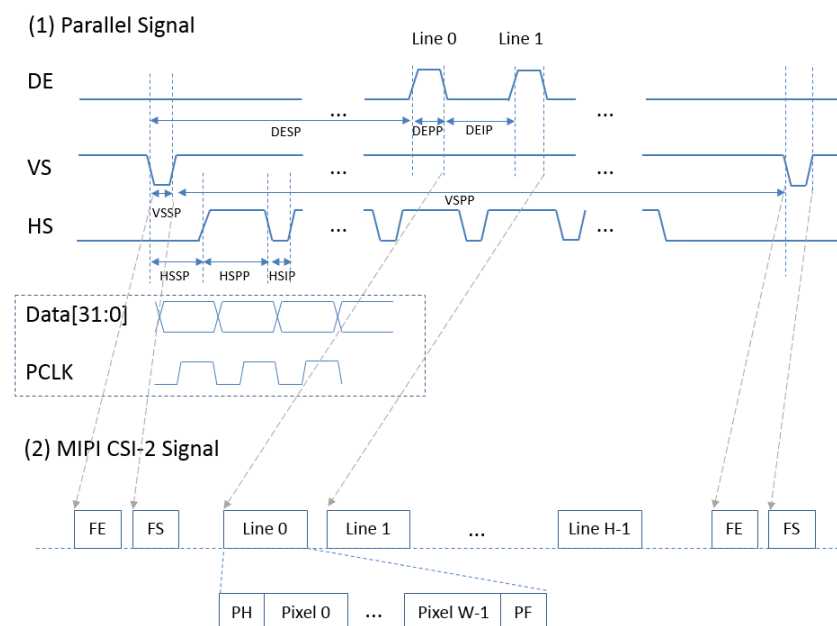 (1) Parallel Signal
Line 0 Line 1
DE
... ...
DESP DEPP DEIP
VS
... ...
VSSP VSPP
HS
... ...
HSSP HSPP HSIP
Data[31:0]
PCLK
(2) MIPI CSI-2 Signal
FE FS Line 0 Line 1 ... Line H-1 FE FS
PH Pixel 0 ... Pixel W-1 PF